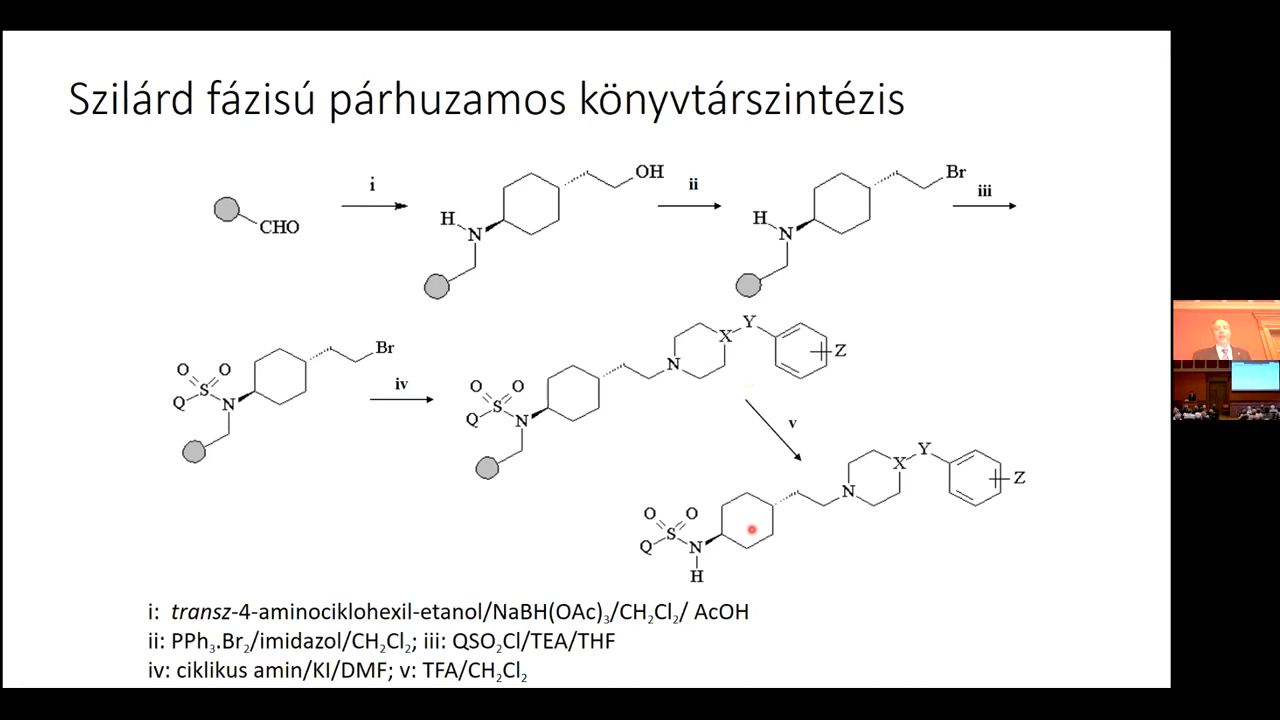 Szilárd fázisú párhuzamos könyvtárszintézis
CHO
i
H
N
OH
ii
H
N
Br
iii
O
O
S
Q
N
Br
iv
O
O
S
Q
N
N
X
Y
Z
v
O
O
S
Q
N
H
N
X
Y
Z
i: transz-4-aminociklohexil-etanol/NaBH(OAc)₃/CH₂Cl₂/ AcOH
ii: PPh₃.Br₂/imidazol/CH₂Cl₂; iii: QSO₂Cl/TEA/THF
iv: ciklikus amin/KI/DMF; v: TFA/CH₂Cl₂